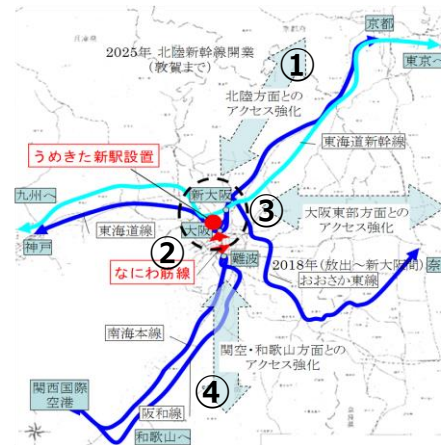 京都
2025年 北陸新幹線開業
(敦賀まで)
①
東京へ
北陸方面との
アクセス強化
東海道新幹線
うめきた新駅設置
九州へ
新大阪
③
大阪東部方面との
アクセス強化
東海道線
大阪
②
神戸
なにわ筋線
難波
2018年(放出～新大阪間)
奈
おおさか東線
南海本線
関空・和歌山方面との
アクセス強化
関西国際
空港
④
阪和線
和歌山へ